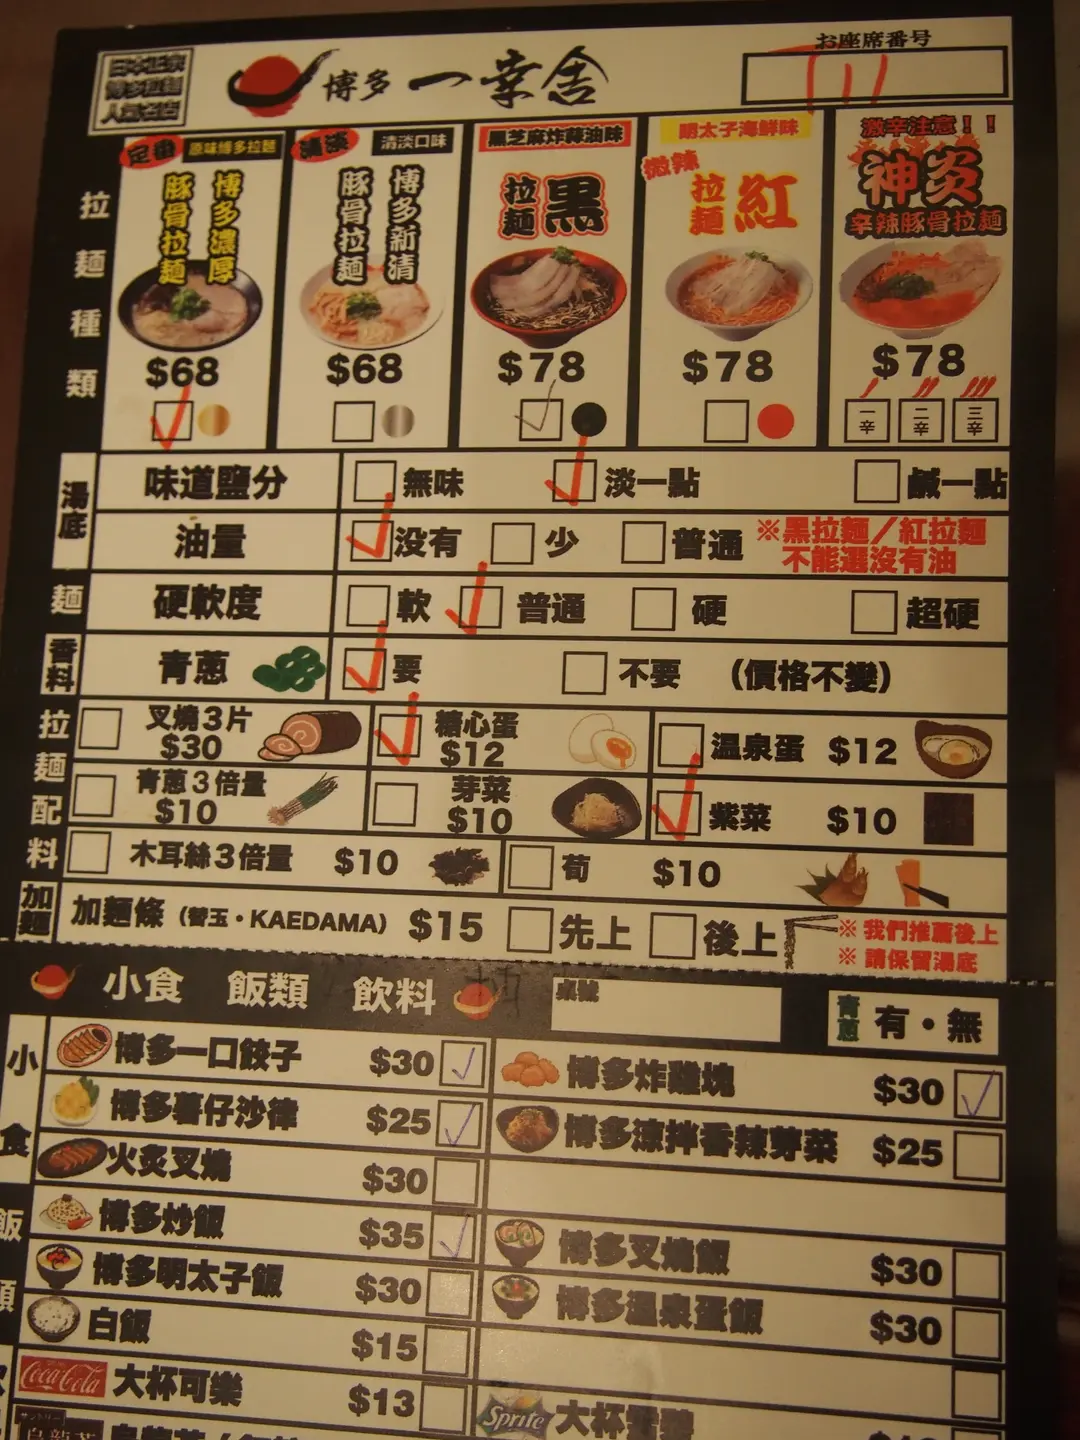 日本正宗
博多拉麵
人氣名店
博多 一幸舍
お座席番号
拉麵種類
定番 原味博多拉麵
博多濃厚
豚骨拉麵
$68
清淡 清淡口味
博多新清
豚骨拉麵
$68
黑芝麻炸蒜油味
拉麵 黑
$78
明太子海鮮味
微辣
拉麵 紅
$78
激辛注意！！
神炎
辛辣豚骨拉麵
$78
一辛 二辛 三辛
湯底
味道鹽分 無味 淡一點 鹹一點
油量 没有 少 普通 ※黑拉麵／紅拉麵
不能選沒有油
麵
硬軟度 軟 普通 硬 超硬
香料
青蔥 要 不要 （價格不變）
拉麵配料
叉燒３片 $30 糖心蛋 $12 溫泉蛋 $12
青蔥３倍量 $10 芽菜 $10 紫菜 $10
木耳絲３倍量 $10 荀 $10
加麵
加麵條（替玉・KAEDAMA） $15 先上 後上 ※ 我們推薦後上
※ 請保留湯底
小食 飯類 飲料 桌號 青蔥 有・無
小食
博多一口餃子 $30 博多炸雞塊 $30
博多薯仔沙律 $25 博多涼拌香辣芽菜 $25
火炙叉燒 $30
飯類
博多炒飯 $35 博多叉燒飯 $30
博多明太子飯 $30 博多溫泉蛋飯 $30
白飯 $15
Coca-Cola 大杯可樂 $13 Sprite 大杯雪碧
サントリー 烏龍茶